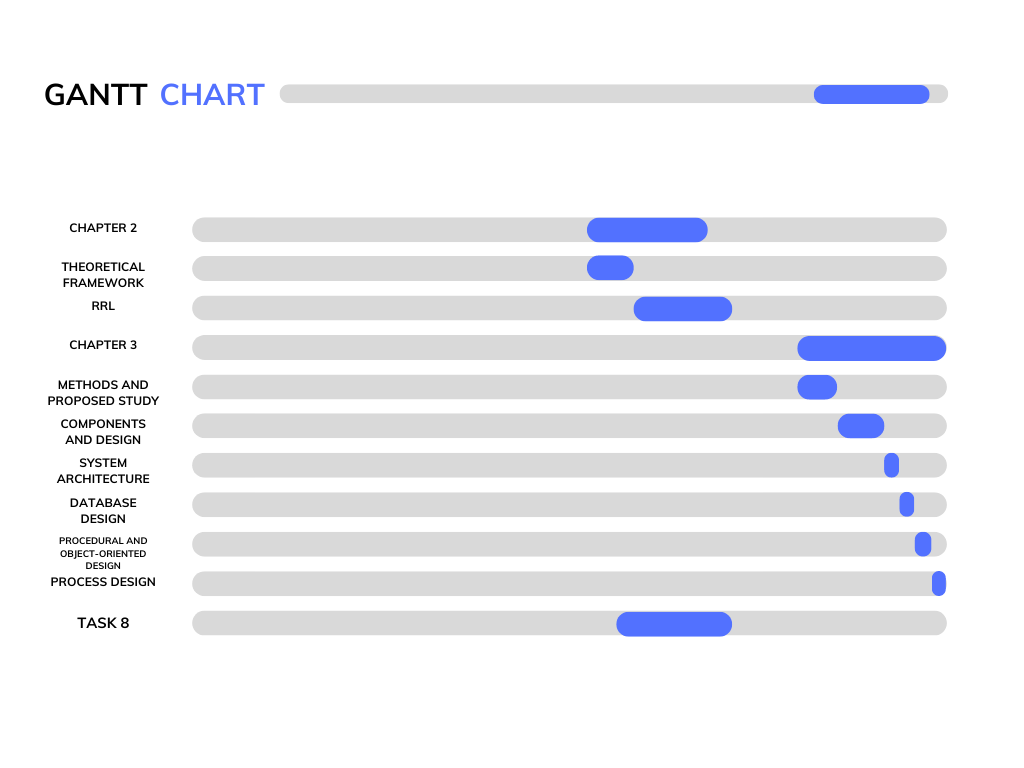 GANTT CHART
CHAPTER 2
THEORETICAL
FRAMEWORK
RRL
CHAPTER 3
METHODS AND
PROPOSED STUDY
COMPONENTS
AND DESIGN
SYSTEM
ARCHITECTURE
DATABASE
DESIGN
PROCEDURAL AND
OBJECT-ORIENTED
DESIGN
PROCESS DESIGN
TASK 8